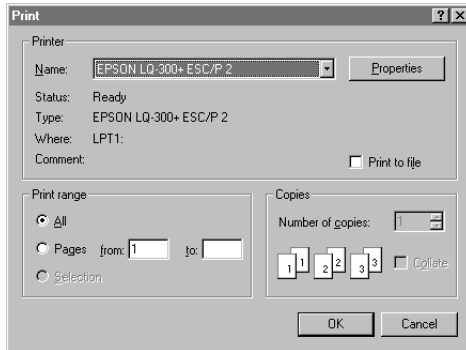 Print
Printer
Name: EPSON LQ-300+ ESC/P 2 Properties
Status: Ready
Type: EPSON LQ-300+ ESC/P 2
Where: LPT1:
Comment: Print to file
Print range
All
Pages from: 1 to:
Selection
Copies
Number of copies: 1
1 1 2 2 3 3 Collate
OK Cancel